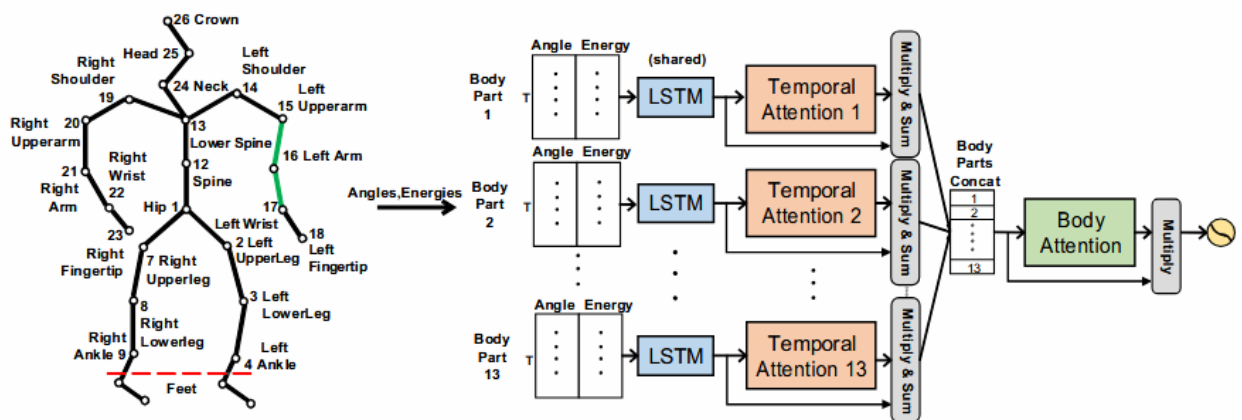 26 Crown
Head 25
Right
Shoulder
Left
Shoulder
24 Neck
14
19
Left
Upperarm
15
20
Right
Upperarm
13
Lower Spine
12
Spine
16 Left Arm
21
Right
Arm
Right
Wrist
22
23
Right
Fingertip
Hip 1
Left Wrist
17
18
Left
Fingertip
2 Left
UpperLeg
7 Right
Upperleg
3 Left
LowerLeg
8
Right
Lowerleg
Right
Ankle 9
Left
4 Ankle
Feet
Angles,Energies
Angle Energy
Body
Part
1
T
(shared)
LSTM
Temporal
Attention 1
Multiply & Sum
Angle Energy
Body
Part
2
T
LSTM
Temporal
Attention 2
Multiply & Sum
Angle Energy
Body
Part
13
T
LSTM
Temporal
Attention 13
Multiply & Sum
Body
Parts
Concat
1
2
13
Body
Attention
Multiply